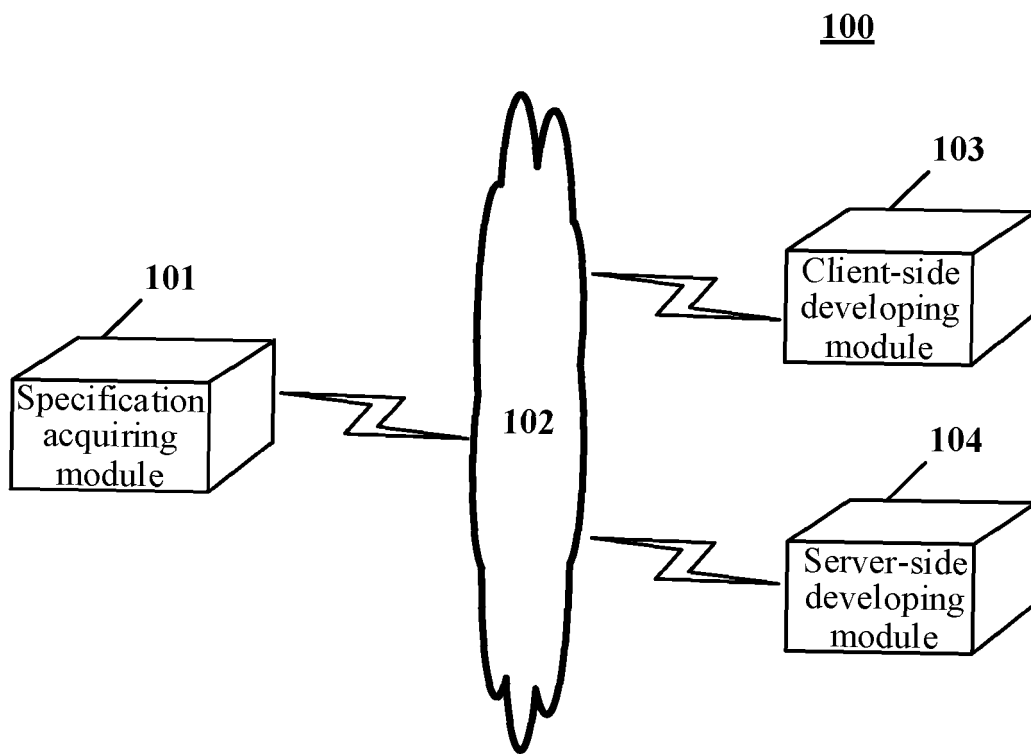 100
103
Client-side
developing
module
101
Specification
acquiring
module
102
104
Server-side
developing
module